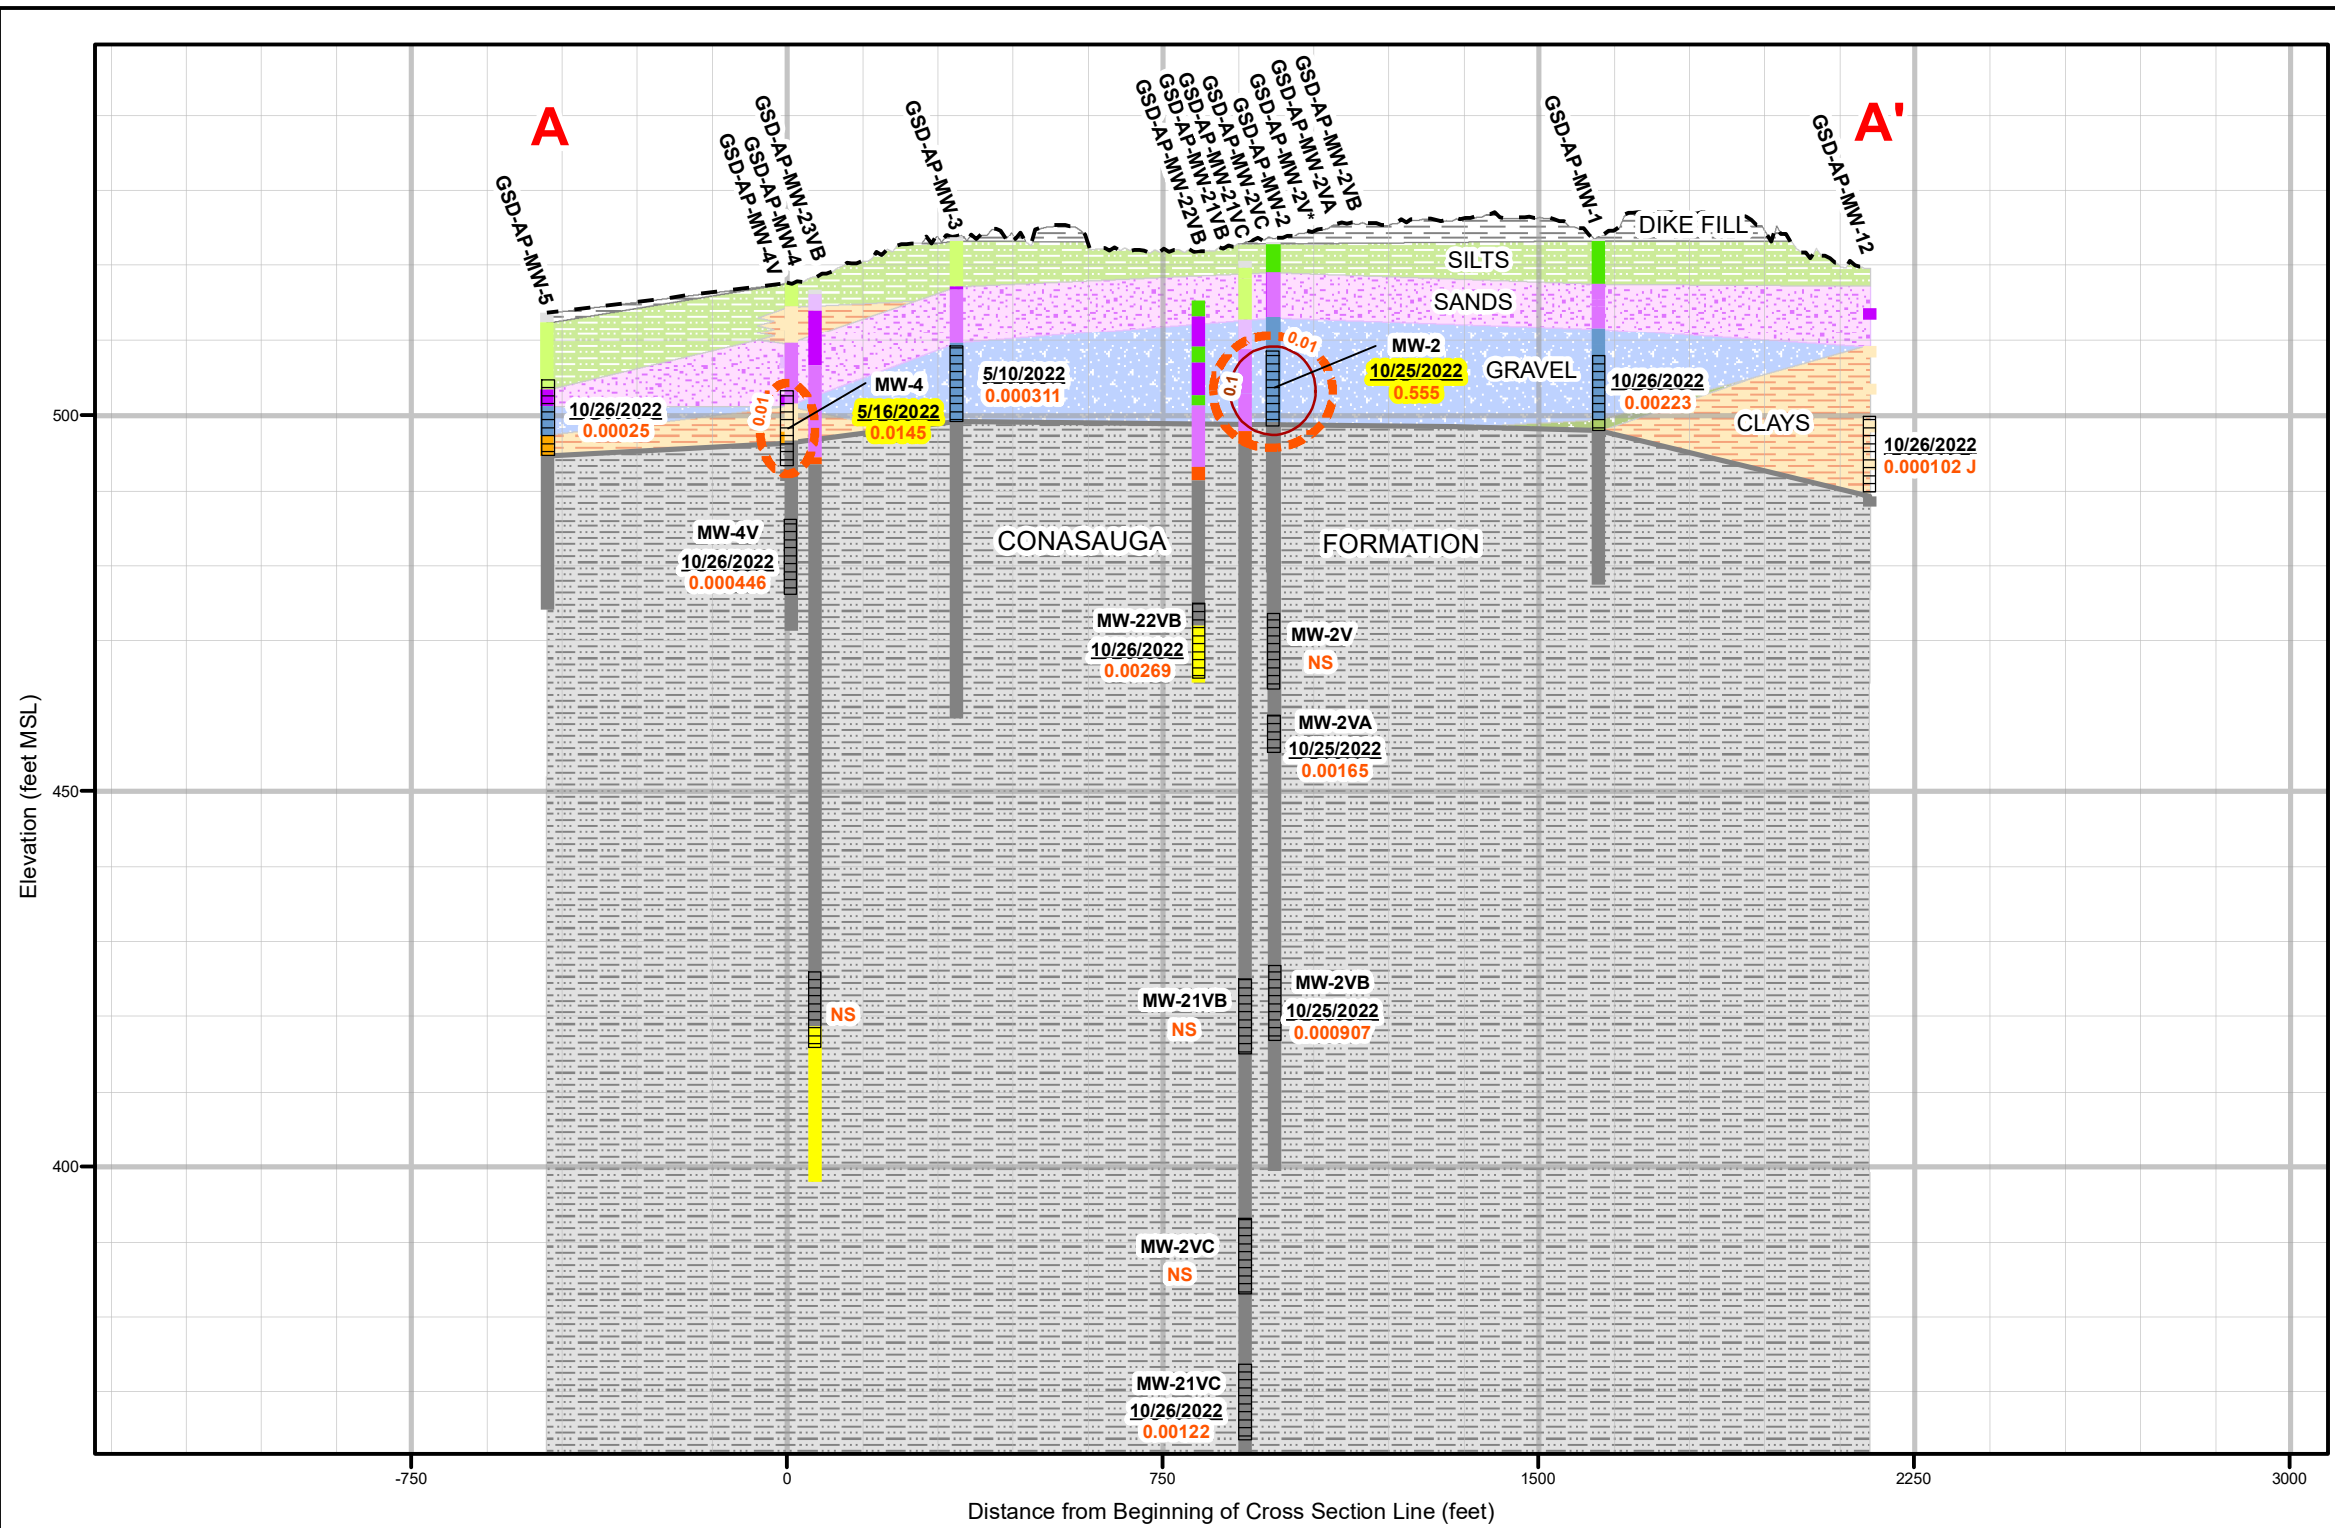 A
A'
GSD-AP-MW-5
GSD-AP-MW-4V
GSD-AP-MW-4
GSD-AP-MW-23VB
GSD-AP-MW-3
GSD-AP-MW-22VB
GSD-AP-MW-21VB
GSD-AP-MW-21VC
GSD-AP-MW-2VC
GSD-AP-MW-2
GSD-AP-MW-2V*
GSD-AP-MW-2VA
GSD-AP-MW-2VB
GSD-AP-MW-1
GSD-AP-MW-12
DIKE FILL
SILTS
SANDS
GRAVEL
CLAYS
CONASAUGA
FORMATION
10/26/2022
0.00025
0.01
MW-4
5/16/2022
0.0145
5/10/2022
0.000311
0.01
0.1
MW-2
10/25/2022
0.555
10/26/2022
0.00223
10/26/2022
0.000102 J
MW-4V
10/26/2022
0.000446
MW-22VB
10/26/2022
0.00269
MW-2V
NS
MW-2VA
10/25/2022
0.00165
NS
MW-21VB
NS
MW-2VB
10/25/2022
0.000907
MW-2VC
NS
MW-21VC
10/26/2022
0.00122
Elevation (feet MSL)
500
450
400
-750
0
750
1500
2250
3000
Distance from Beginning of Cross Section Line (feet)